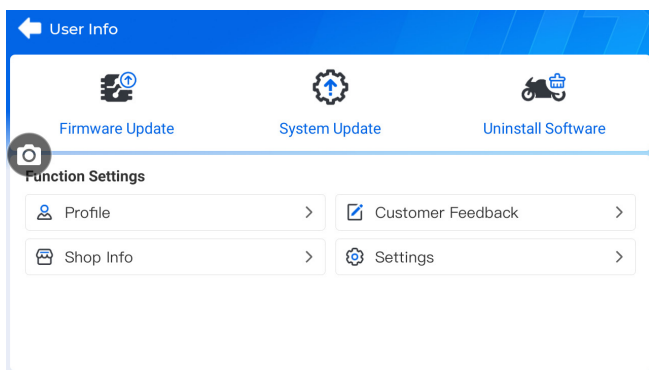 User Info
Firmware Update System Update Uninstall Software
Function Settings
Profile Customer Feedback
Shop Info Settings